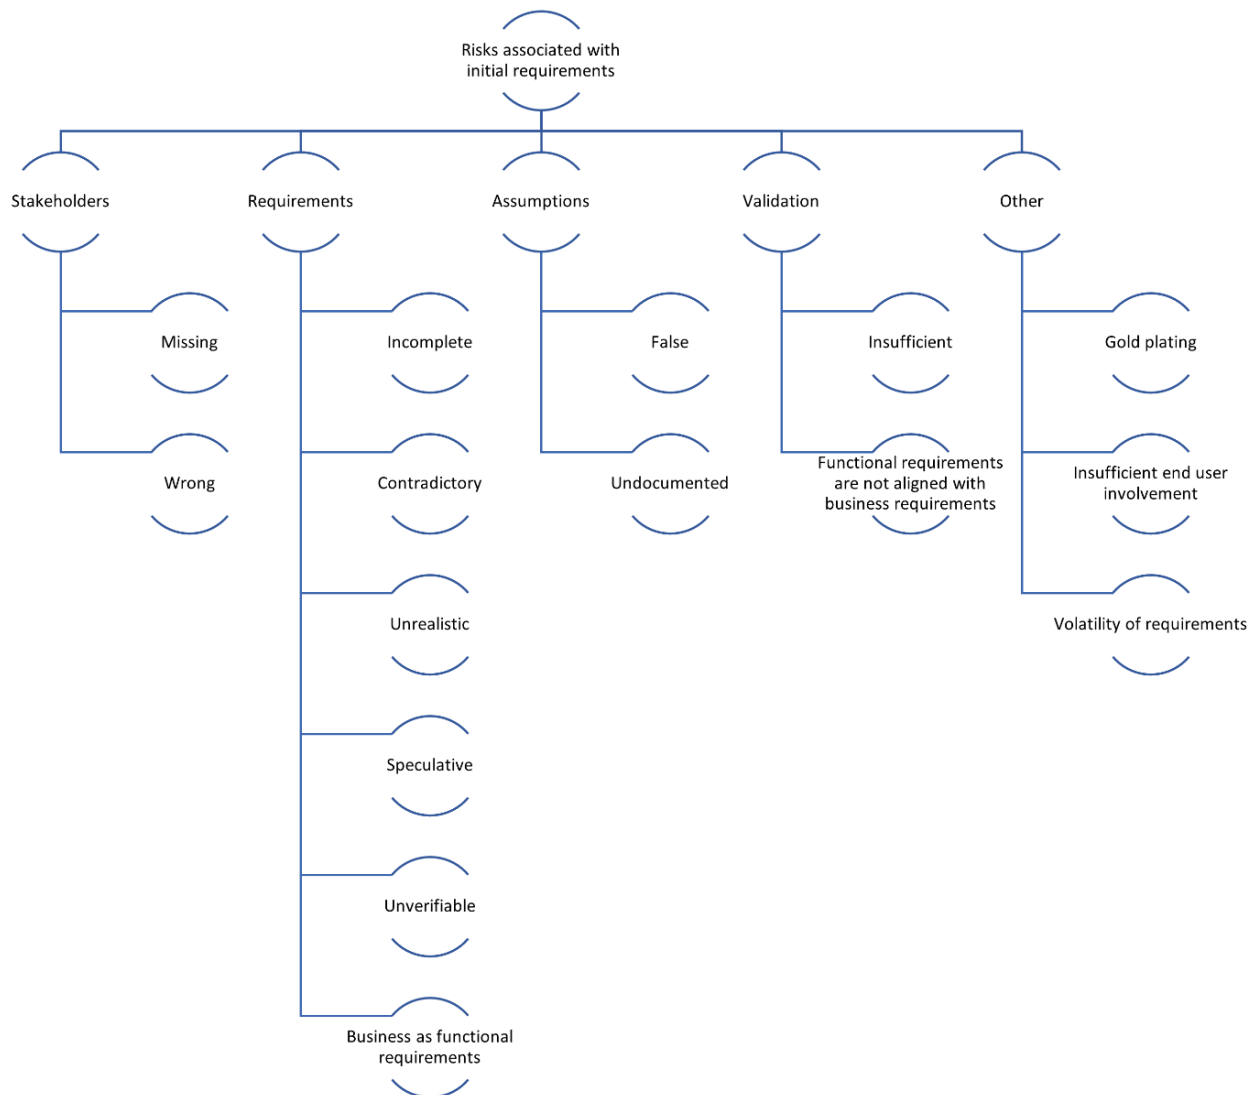 Risks associated with
initial requirements
Stakeholders
Requirements
Assumptions
Validation
Other
Missing
Incomplete
False
Insufficient
Gold plating
Wrong
Contradictory
Undocumented
Functional requirements
are not aligned with
business requirements
Insufficient end user
involvement
Unrealistic
Volatility of requirements
Speculative
Unverifiable
Business as functional
requirements